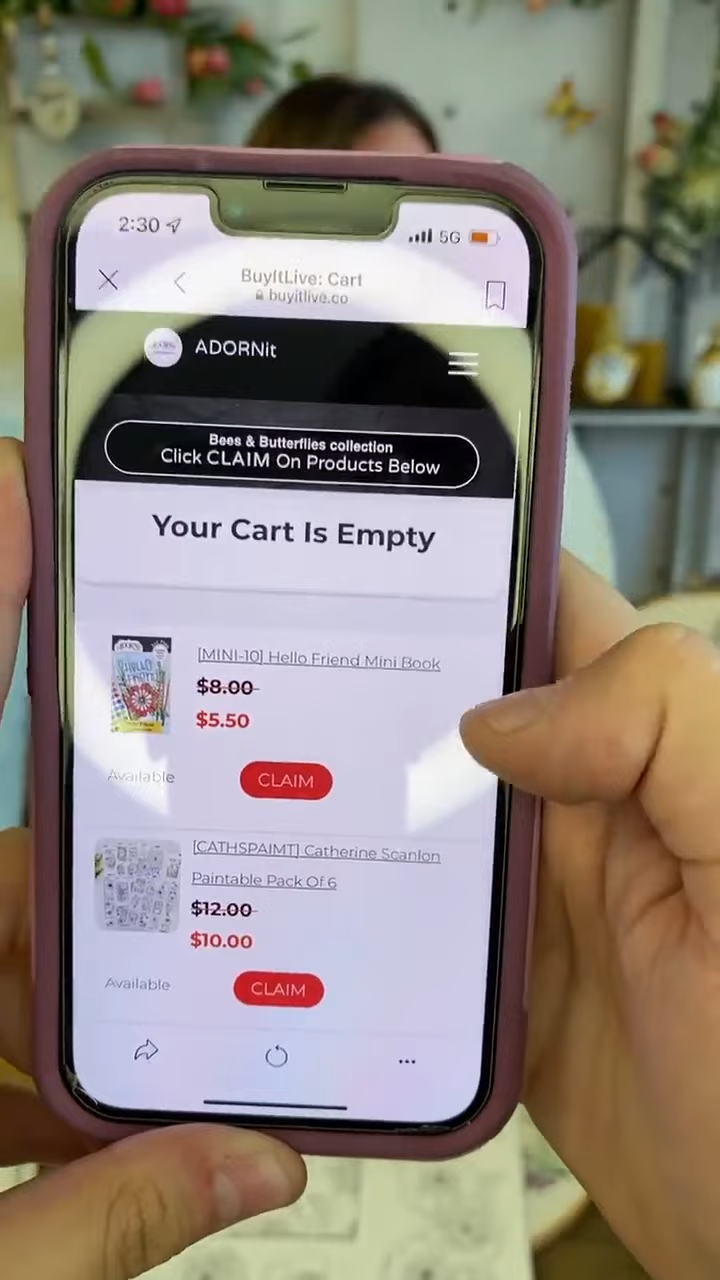 2:30
5G
BuyItLive: Cart
buyitlive.co
ADORNit
Bees & Butterflies collection
Click CLAIM On Products Below
Your Cart Is Empty
[MINI-10] Hello Friend Mini Book
$8.00
$5.50
Available
CLAIM
[CATHSPAIMT] Catherine Scanlon
Paintable Pack Of 6
$12.00
$10.00
Available
CLAIM